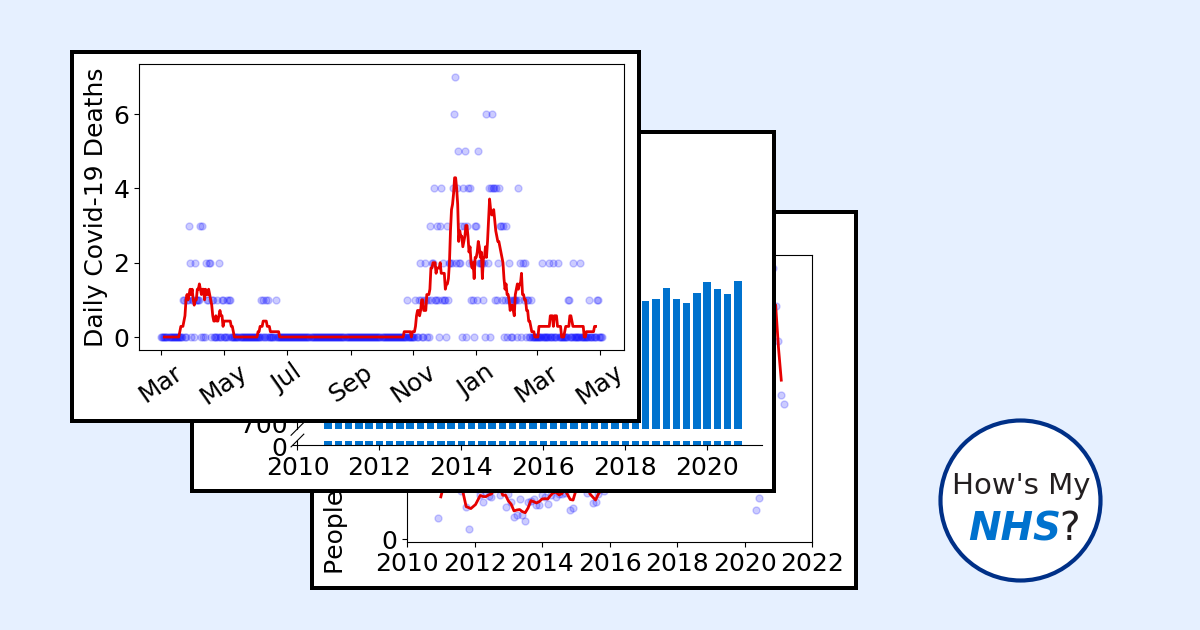 Daily Covid-19 Deaths
6
4
2
0
Mar May Jul Sep Nov Jan Mar May
700
0
2010 2012 2014 2016 2018 2020
People
0
2010 2012 2014 2016 2018 2020 2022
How's My
NHS?